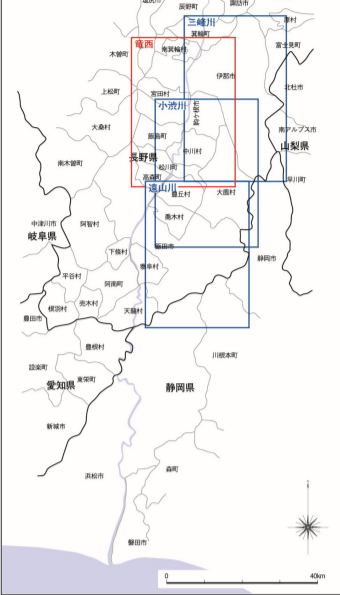 辰野町
諏訪市
三峰川
原村
箕輪町
竜西
南箕輪村
富士見町
木曽町
伊那市
上松町
宮田村
北杜市
小渋川
駒ケ根市
大桑村
飯島町
南アルプス市
中川村
山梨県
長野県
松川町
南木曽町
高森町
早川町
遠山川
豊丘村
大鹿村
喬木村
中津川市
阿智村
岐阜県
飯田市
下條村
静岡市
泰阜村
平谷村
阿南町
売木村
根羽村
天龍村
豊田市
豊根村
川根本町
設楽町
東栄町
愛知県
静岡県
新城市
森町
浜松市
磐田市
0
40km